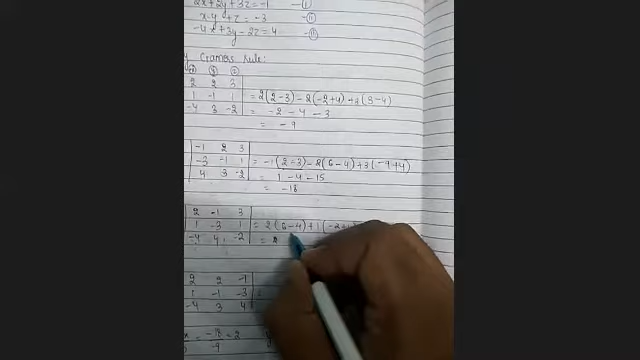 2x+2y+3z=-1 -(i)
x-y+z=-3 -(ii)
-4x+3y-2z=4 -(iii)
Cramers Rule:
2 2 3
1 -1 1 = 2(2-3)-2(-2+4)+3(3-4)
-4 3 -2 = -2-4-3
= -9
-1 2 3
-3 -1 1 = -1(2-3)-2(6-4)+3(-9+4)
4 3 -2 = 1-4-15
= -18
2 -1 3
1 -3 1 = 2(6-4)+1(-2+
-4 4 -2 =
2 2 -1
1 -1 -3 =
-4 3 4
= -18/-9 = 2